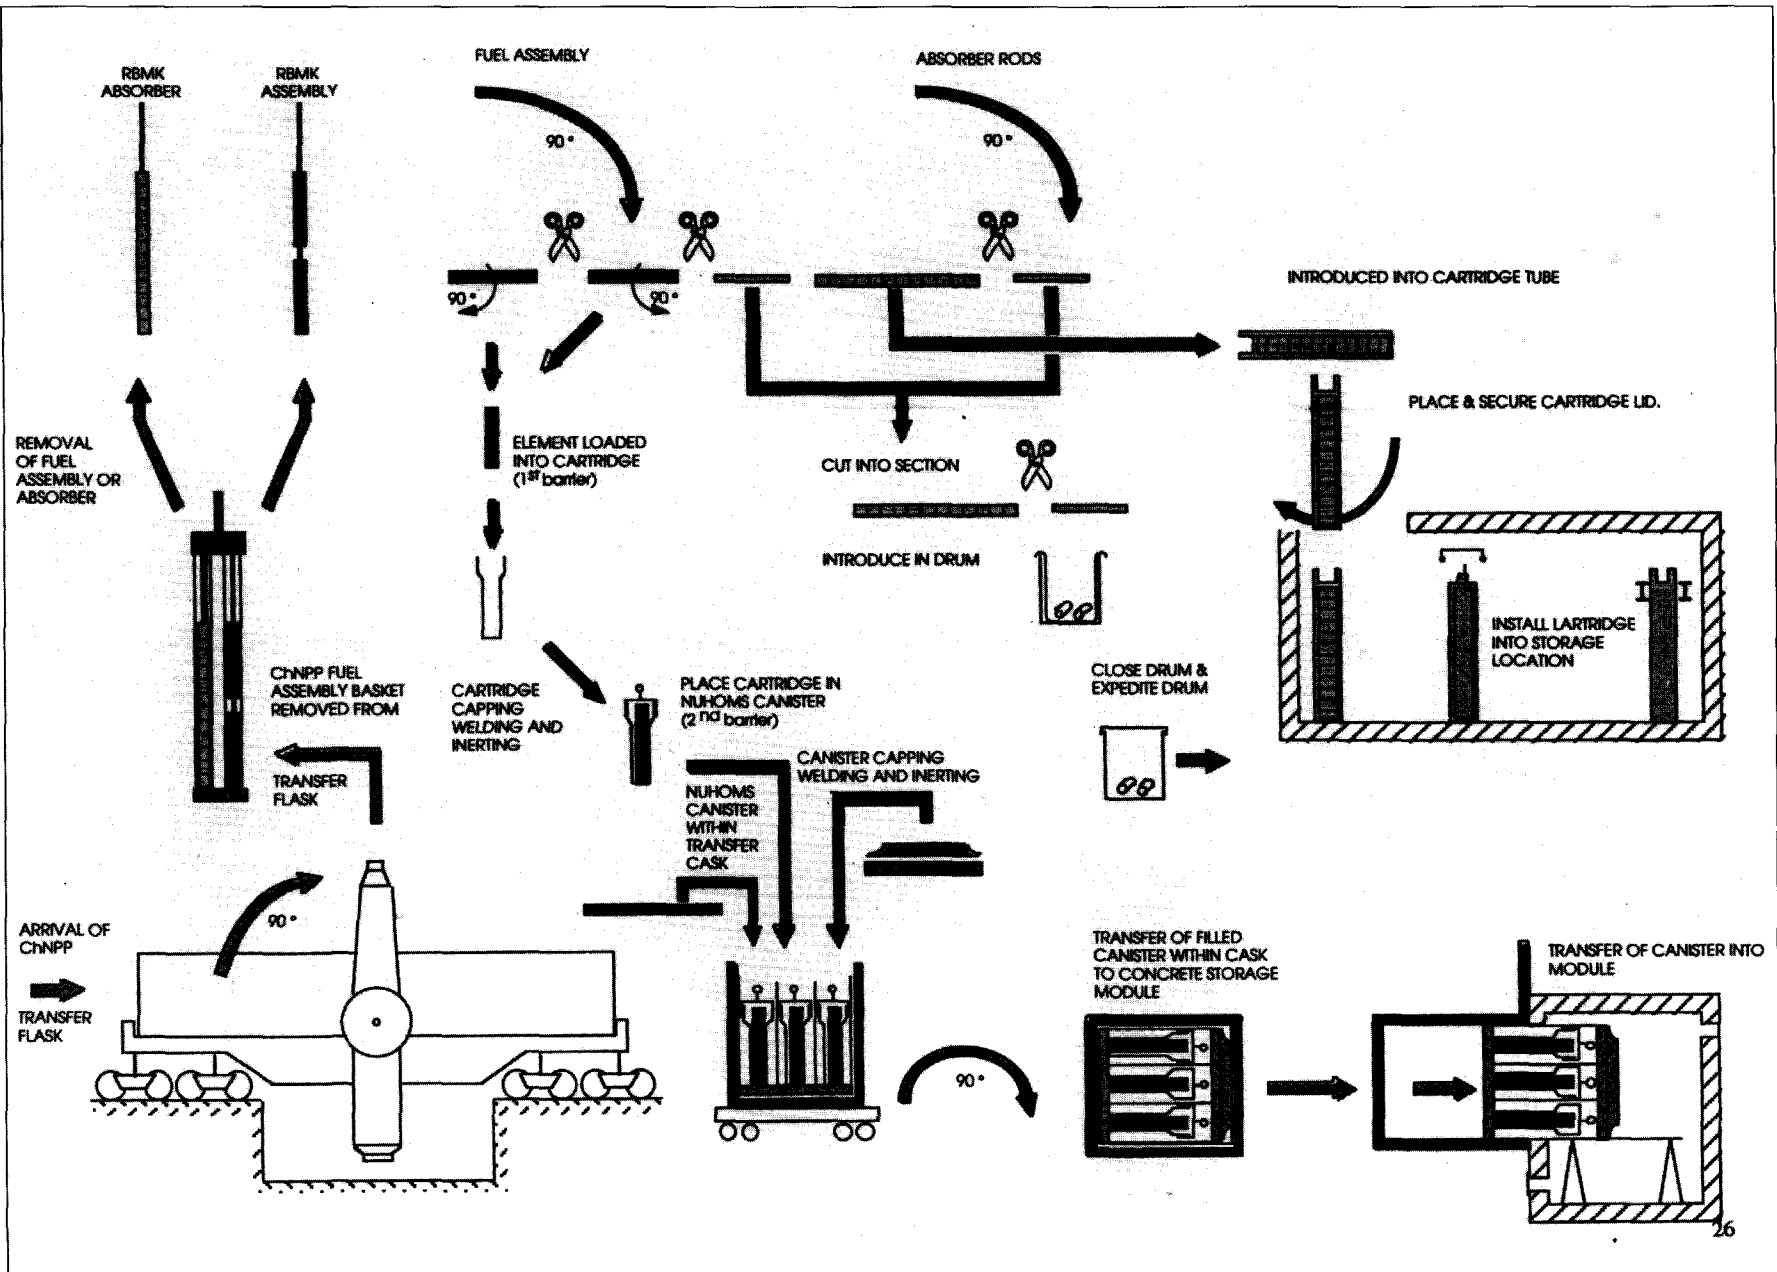 RBMK
ABSORBER
RBMK
ASSEMBLY
FUEL ASSEMBLY
90°
ABSORBER RODS
90°
90°
90°
INTRODUCED INTO CARTRIDGE TUBE
PLACE & SECURE CARTRIDGE LID.
REMOVAL
OF FUEL
ASSEMBLY OR
ABSORBER
ELEMENT LOADED
INTO CARTRIDGE
(1ST barrier)
CUT INTO SECTION
INTRODUCE IN DRUM
INSTALL LARTRIDGE
INTO STORAGE
LOCATION
ChNPP FUEL
ASSEMBLY BASKET
REMOVED FROM
TRANSFER
FLASK
CARTRIDGE
CAPPING
WELDING AND
INERTING
PLACE CARTRIDGE IN
NUHOMS CANISTER
(2nd barrier)
CLOSE DRUM &
EXPEDITE DRUM
CANISTER CAPPING
WELDING AND INERTING
NUHOMS
CANISTER
WITHIN
TRANSFER
CASK
ARRIVAL OF
ChNPP
TRANSFER
FLASK
90°
90°
TRANSFER OF FILLED
CANISTER WITHIN CASK
TO CONCRETE STORAGE
MODULE
TRANSFER OF CANISTER INTO
MODULE
26